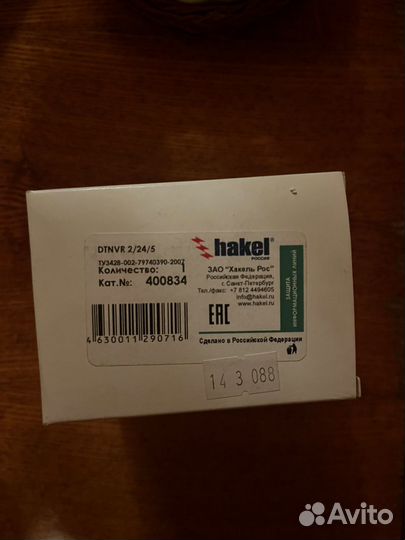 DTNVR 2/24/5
ТУ3428-002-79740390-2007
Количество: 1
Кат.№: 400834
4 630011 290716
hakel
РОССИЯ
ЗАО "Хакель Рос"
Российская Федерация,
г. Санкт-Петербург
Тел./факс: +7 812 4494605
info@hakel.ru
www.hakel.ru
EAC
Сделано в Российской Федерации
ЗАЩИТА
ИНФОРМАЦИОННЫХ ЛИНИЙ
14 3 088
Avito